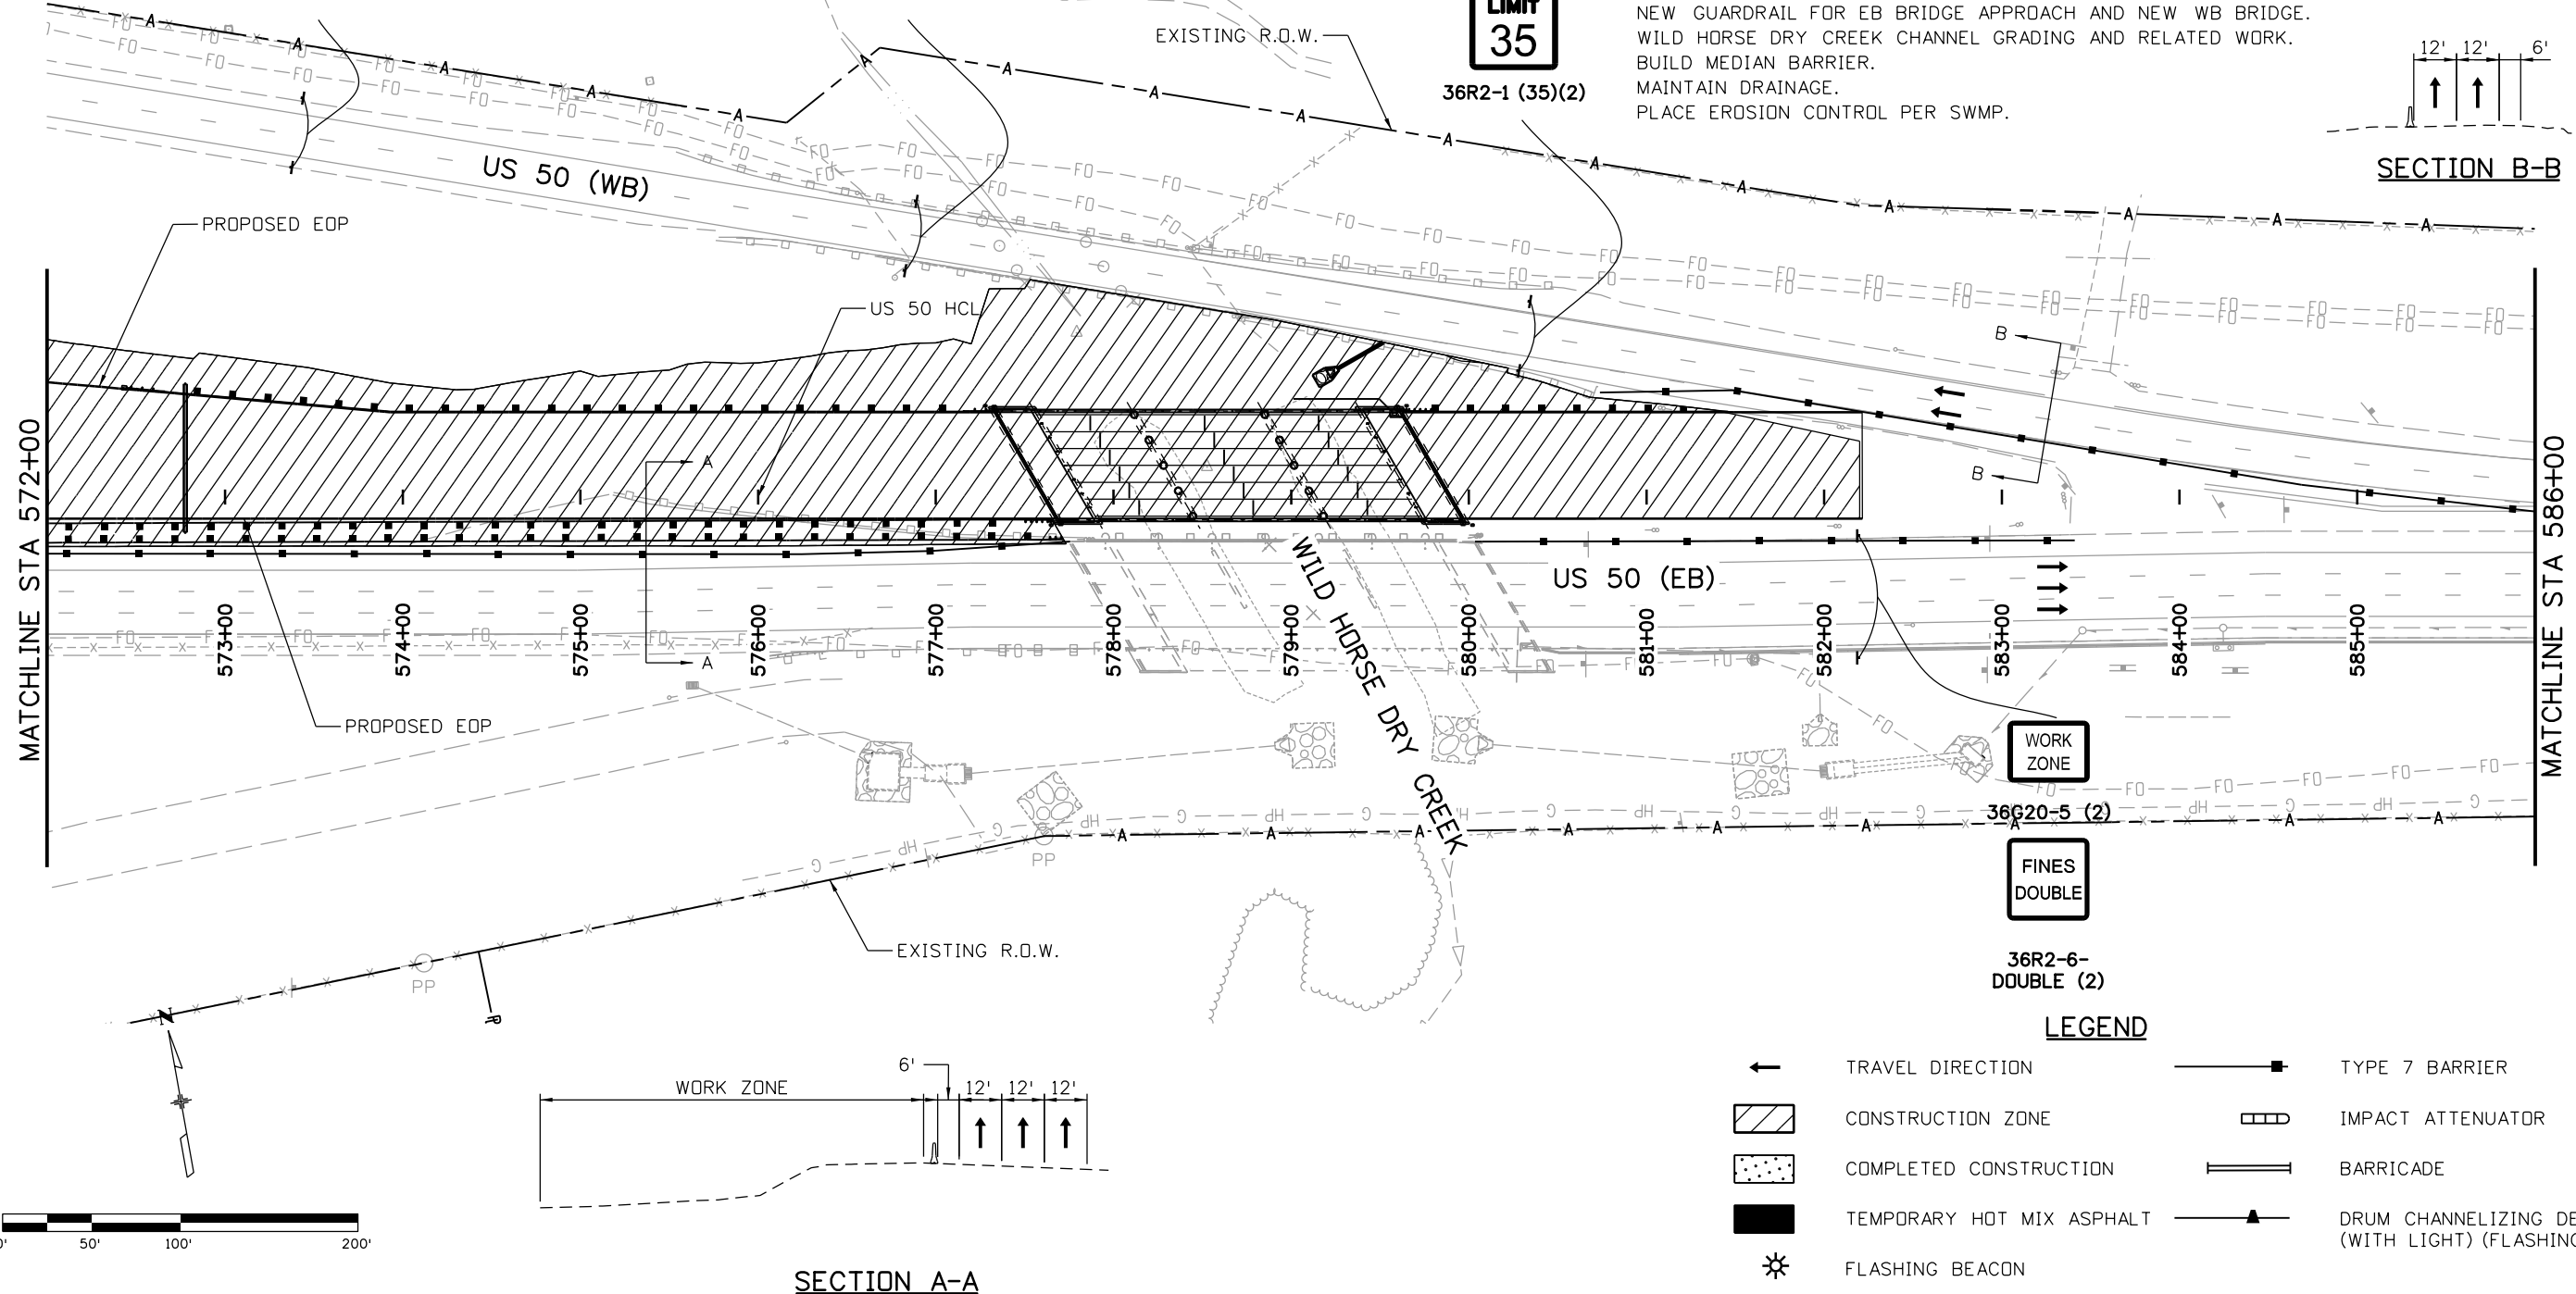 LIMIT
35
36R2-1 (35)(2)
NEW GUARDRAIL FOR EB BRIDGE APPROACH AND NEW WB BRIDGE.
WILD HORSE DRY CREEK CHANNEL GRADING AND RELATED WORK.
BUILD MEDIAN BARRIER.
MAINTAIN DRAINAGE.
PLACE EROSION CONTROL PER SWMP.
12' 12' 6'
SECTION B-B
EXISTING R.O.W.
US 50 (WB)
PROPOSED EOP
US 50 HCL
B
B
A
A
MATCHLINE STA 572+00
MATCHLINE STA 586+00
US 50 (EB)
573+00
574+00
575+00
576+00
577+00
578+00
579+00
580+00
581+00
582+00
583+00
584+00
585+00
WILD HORSE DRY CREEK
PROPOSED EOP
WORK
ZONE
36G20-5 (2)
FINES
DOUBLE
36R2-6-
DOUBLE (2)
PP
PP
EXISTING R.O.W.
N
WORK ZONE
6'
12' 12' 12'
SECTION A-A
50'
100'
200'
LEGEND
TRAVEL DIRECTION
CONSTRUCTION ZONE
COMPLETED CONSTRUCTION
TEMPORARY HOT MIX ASPHALT
FLASHING BEACON
TYPE 7 BARRIER
IMPACT ATTENUATOR
BARRICADE
DRUM CHANNELIZING DE
(WITH LIGHT) (FLASHING